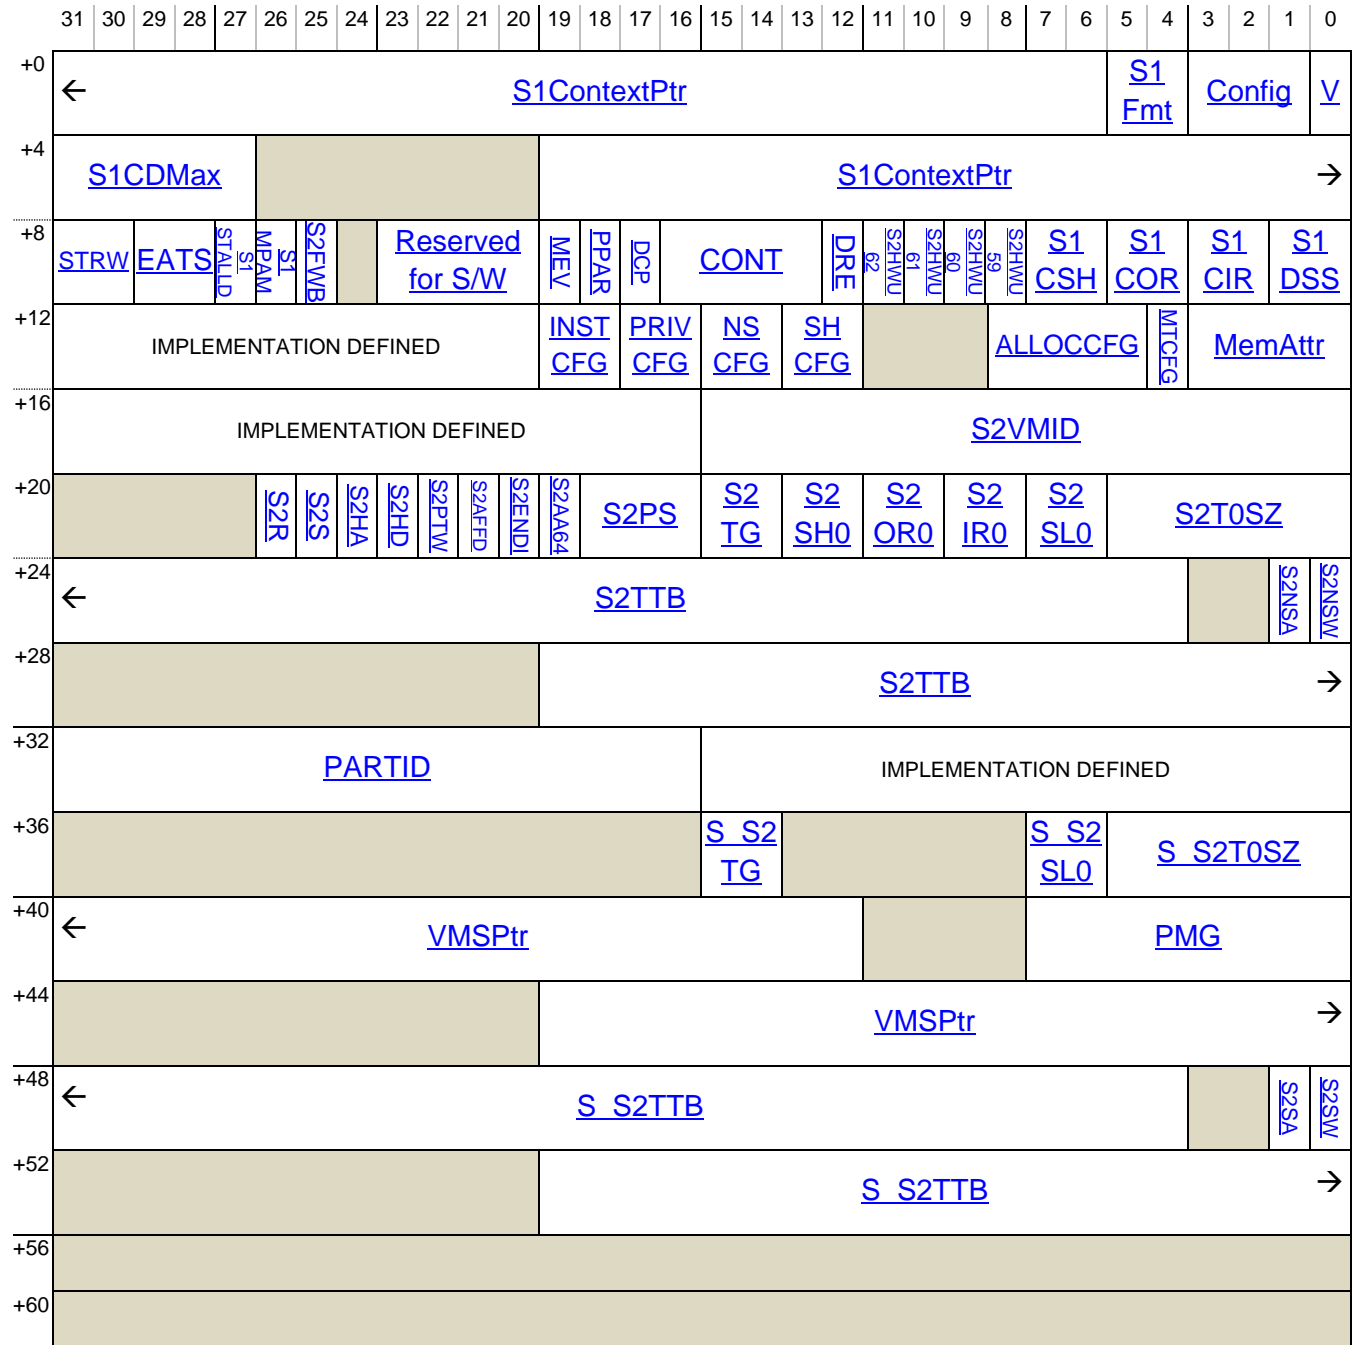 31 30 29 28 27 26 25 24 23 22 21 20 19 18 17 16 15 14 13 12 11 10 9 8 7 6 5 4 3 2 1 0
+0 ← S1ContextPtr S1 Fmt Config V
+4 S1CDMax S1ContextPtr →
+8 STRW EATS S1 STALLD S1 MPAM S2FWB Reserved for S/W MEV PPAR DCP CONT DRE S2HWU 62 S2HWU 61 S2HWU 60 S2HWU 59 S1 CSH S1 COR S1 CIR S1 DSS
+12 IMPLEMENTATION DEFINED INST CFG PRIV CFG NS CFG SH CFG ALLOCCFG MTCFG MemAttr
+16 IMPLEMENTATION DEFINED S2VMID
+20 S2R S2S S2HA S2HD S2PTW S2AFFD S2ENDI S2AA64 S2PS S2 TG S2 SH0 S2 OR0 S2 IR0 S2 SL0 S2T0SZ
+24 ← S2TTB S2NSA S2NSW
+28 S2TTB →
+32 PARTID IMPLEMENTATION DEFINED
+36 S_S2 TG S_S2 SL0 S_S2T0SZ
+40 ← VMSPtr PMG
+44 VMSPtr →
+48 ← S_S2TTB S2SA S2SW
+52 S_S2TTB →
+56
+60